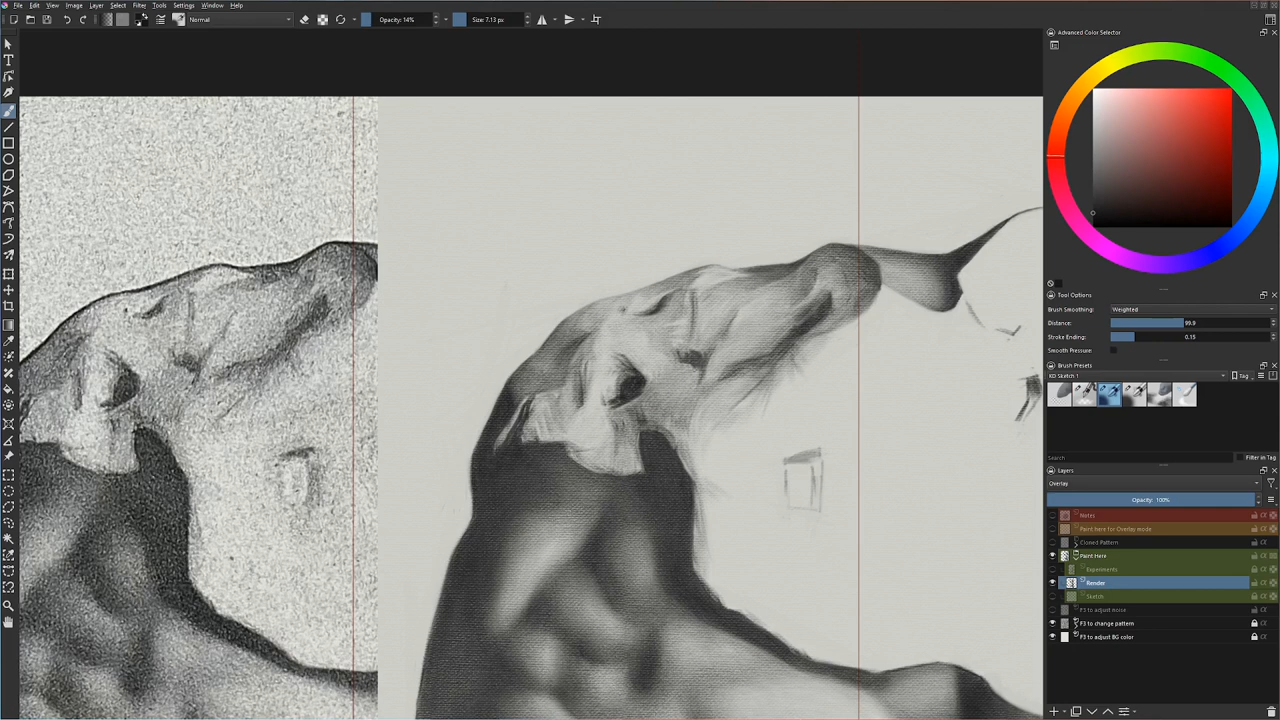 File Edit View Image Layer Select Filter Tools Settings Window Help
Normal Opacity: 14% Size: 7.13 px
Advanced Color Selector
Tool Options
Brush Smoothing: Weighted
Distance: 99.9
Stroke Ending: 0.15
Smooth Pressure:
Brush Presets
KD Sketch 1 Tag
Search Filter in Tag
Layers
Overlay
Opacity: 100%
Notes
Paint here for Overlay mode
Cloned Pattern
Paint Here
Experiments
Render
Sketch
F3 to adjust noise
F3 to change pattern
F3 to adjust BG color